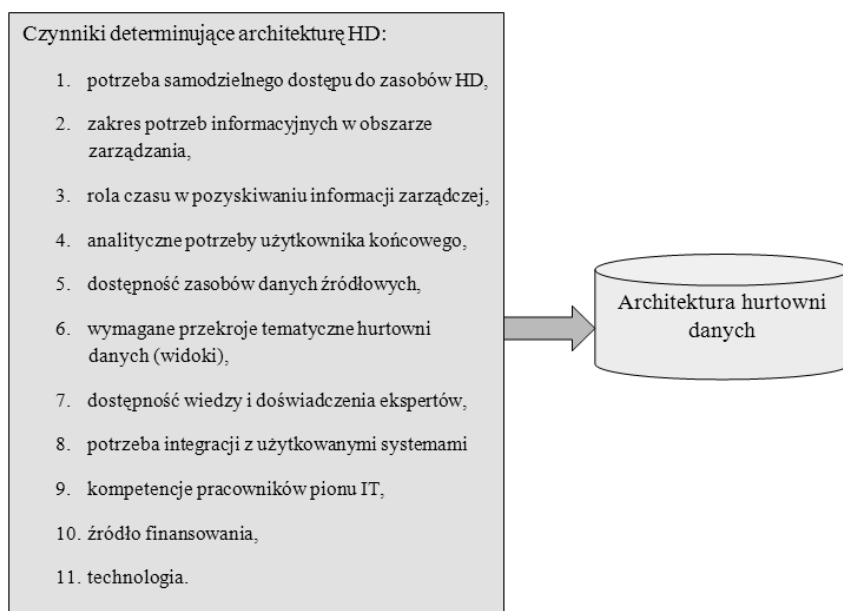 Czynniki determinujące architekturę HD:
1. potrzeba samodzielnego dostępu do zasobów HD,
2. zakres potrzeb informacyjnych w obszarze
zarządzania,
3. rola czasu w pozyskiwaniu informacji zarządczej,
4. analityczne potrzeby użytkownika końcowego,
5. dostępność zasobów danych źródłowych,
6. wymagane przekroje tematyczne hurtowni
danych (widoki),
7. dostępność wiedzy i doświadczenia ekspertów,
8. potrzeba integracji z użytkowanymi systemami
9. kompetencje pracowników pionu IT,
10. źródło finansowania,
11. technologia.
Architektura hurtowni
danych